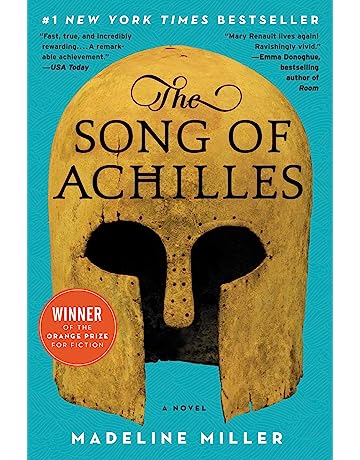 #1 NEW YORK TIMES BESTSELLER
"Fast, true, and incredibly
rewarding. . . . A remark-
able achievement."
—USA Today
"Mary Renault lives again!
Ravishingly vivid."
—Emma Donoghue,
bestselling
author of
Room
The
SONG OF
ACHILLES
WINNER
OF THE
ORANGE PRIZE
FOR FICTION
A NOVEL
MADELINE MILLER